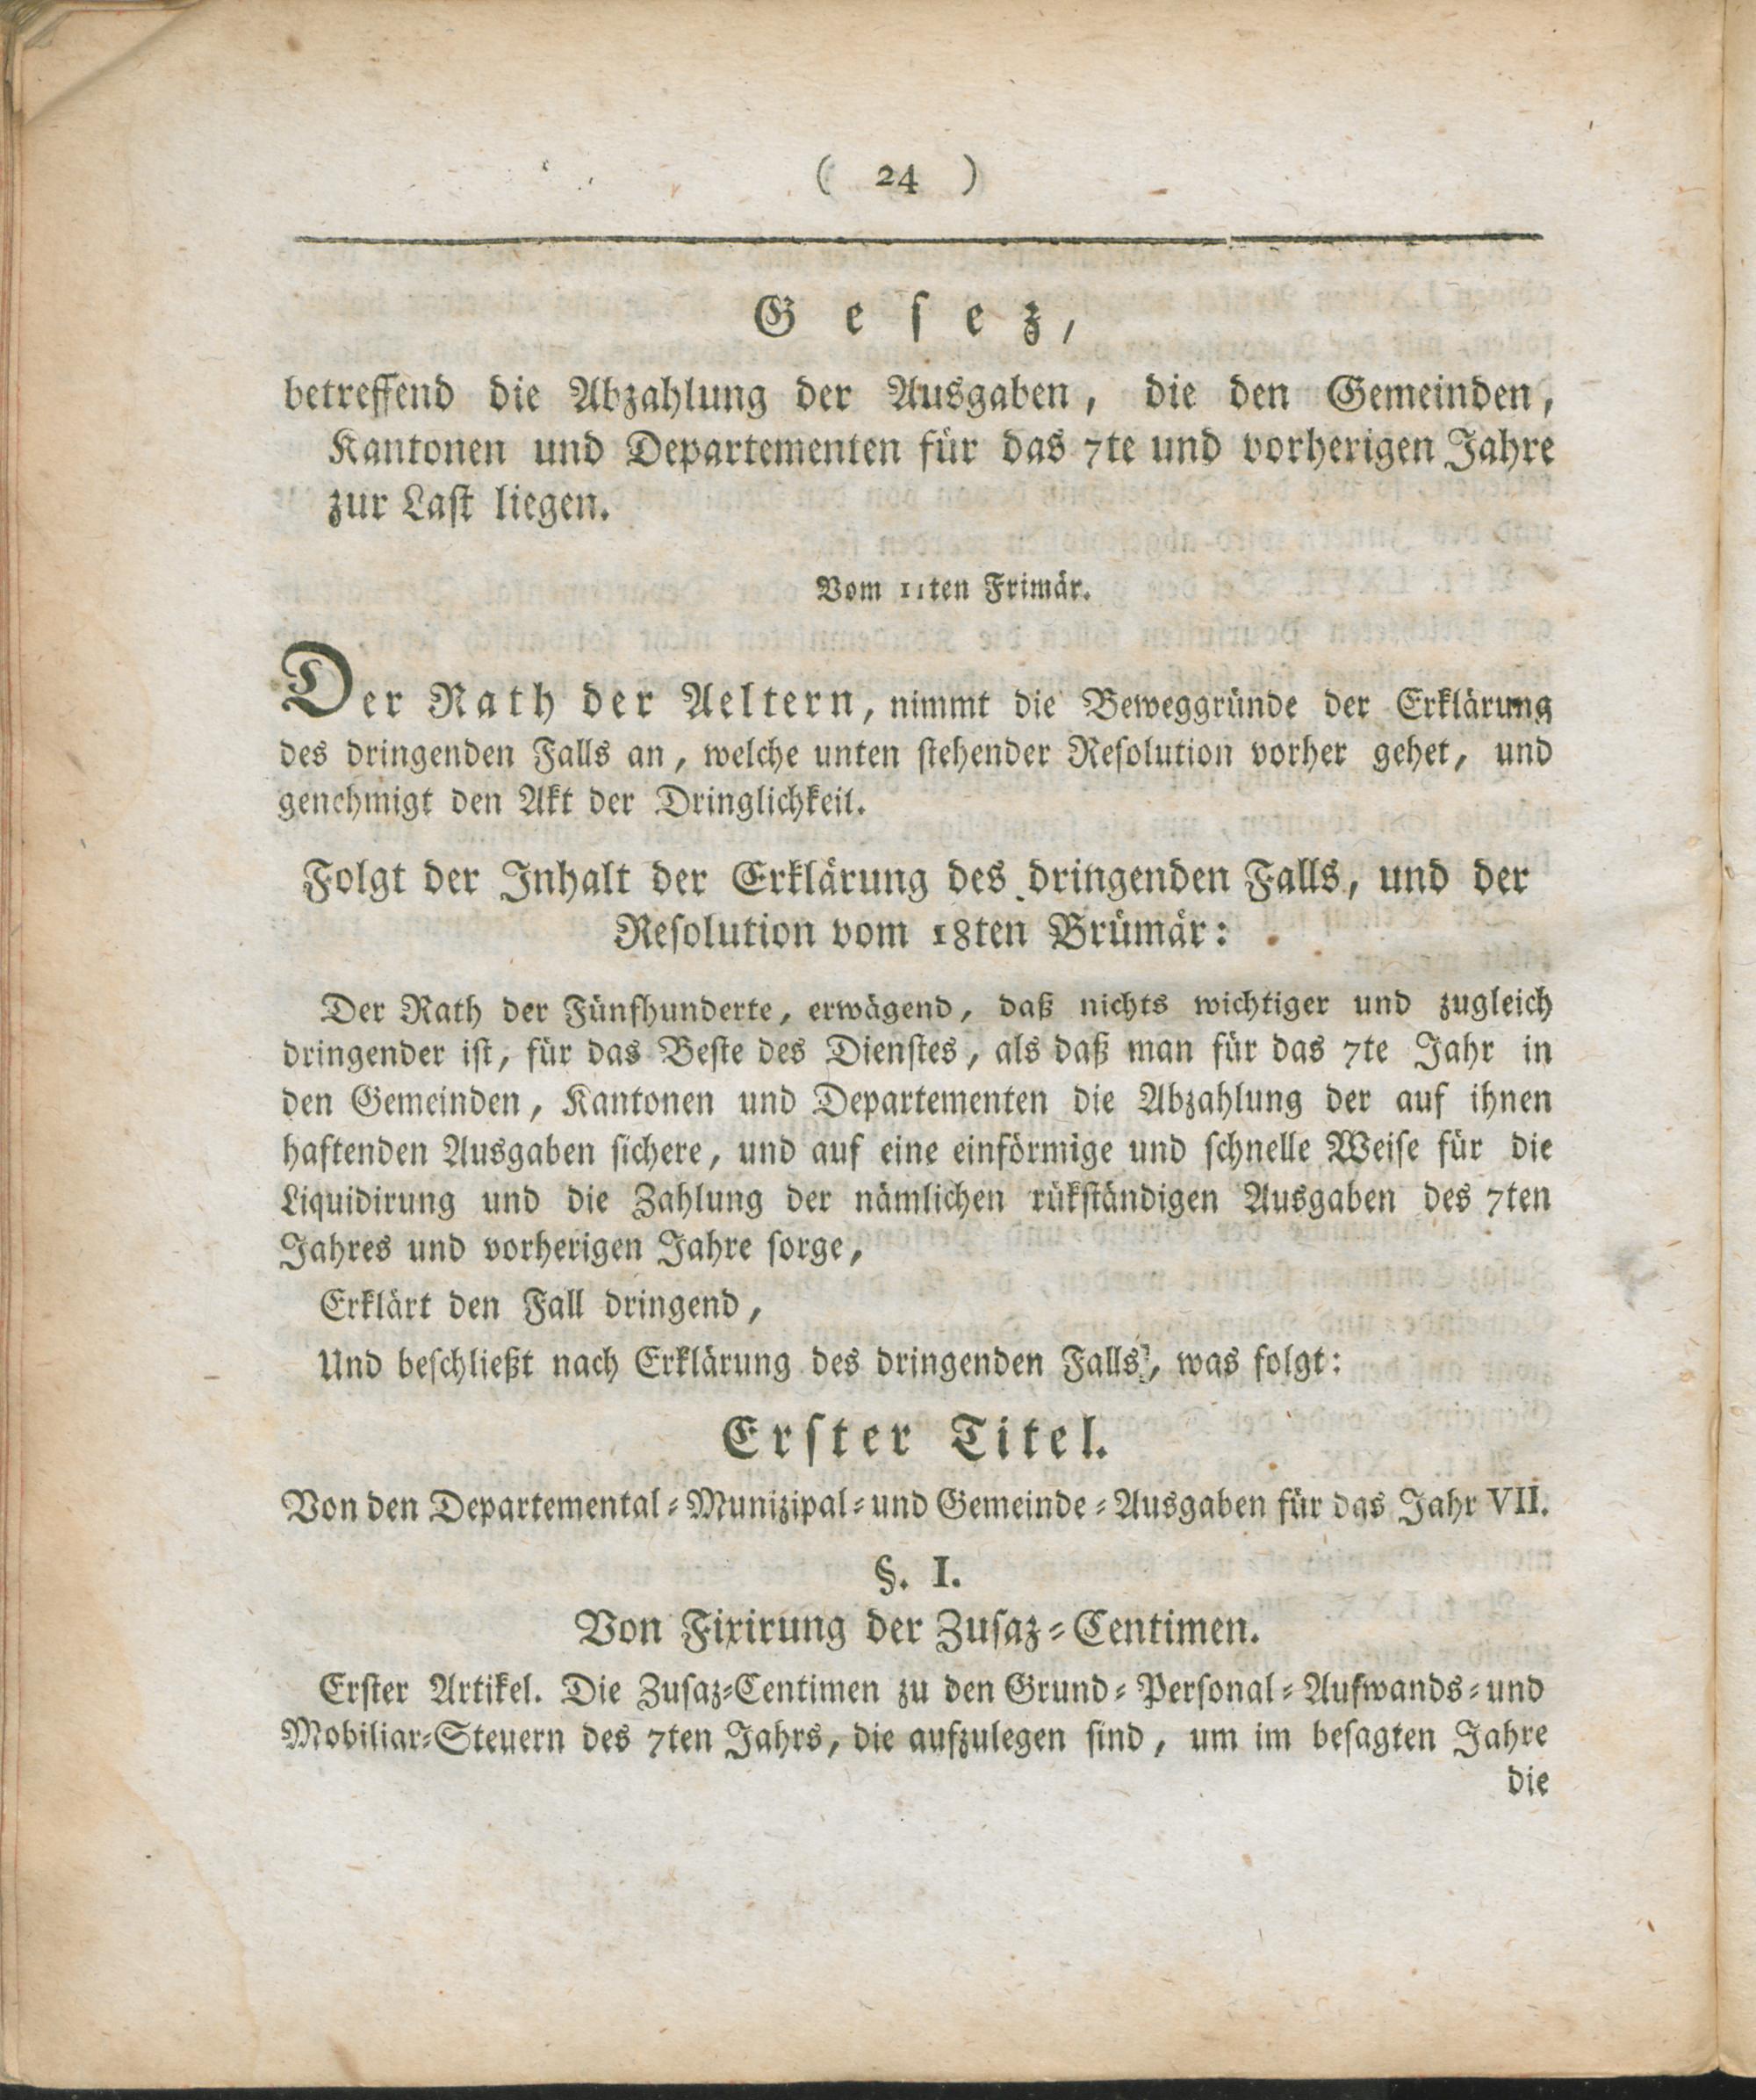 ( 24 )
Gesez,
betreffend die Abzahlung der Ausgaben, die den Gemeinden,
Kantonen und Departementen für das 7te und vorherigen Jahre
zur Last liegen.
Vom 11ten Frimär.
Der Rath der Aeltern, nimmt die Beweggründe der Erklärung
des dringenden Falls an, welche unten stehender Resolution vorher gehet, und
genehmigt den Akt der Dringlichkeit.
Folgt der Inhalt der Erklärung des dringenden Falls, und der
Resolution vom 18ten Brümär:
Der Rath der Fünfhunderte, erwägend, daß nichts wichtiger und zugleich
dringender ist, für das Beste des Dienstes, als daß man für das 7te Jahr in
den Gemeinden, Kantonen und Departementen die Abzahlung der auf ihnen
haftenden Ausgaben sichere, und auf eine einförmige und schnelle Weise für die
Liquidirung und die Zahlung der nämlichen rükständigen Ausgaben des 7ten
Jahres und vorherigen Jahre sorge,
Erklärt den Fall dringend,
Und beschließt nach Erklärung des dringenden Falls, was folgt:
Erster Titel.
Von den Departemental-Munizipal-und Gemeinde-Ausgaben für das Jahr VII.
§. I.
Von Fixirung der Zusaz-Centimen.
Erster Artikel. Die Zusaz-Centimen zu den Grund-Personal-Aufwands-und
Mobiliar-Steuern des 7ten Jahrs, die aufzulegen sind, um im besagten Jahre
die